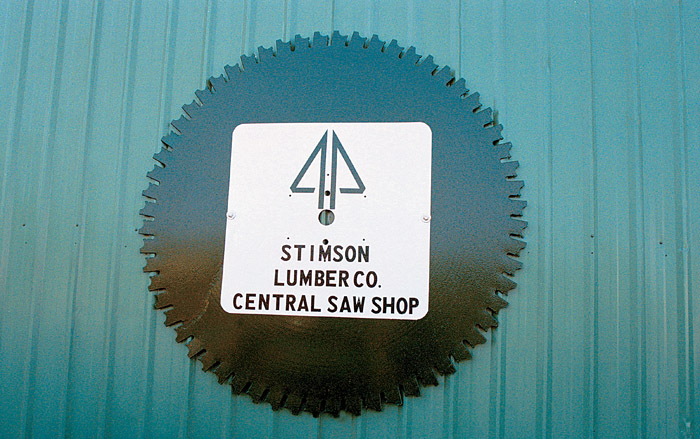 STIMSON
LUMBER CO.
CENTRAL SAW SHOP